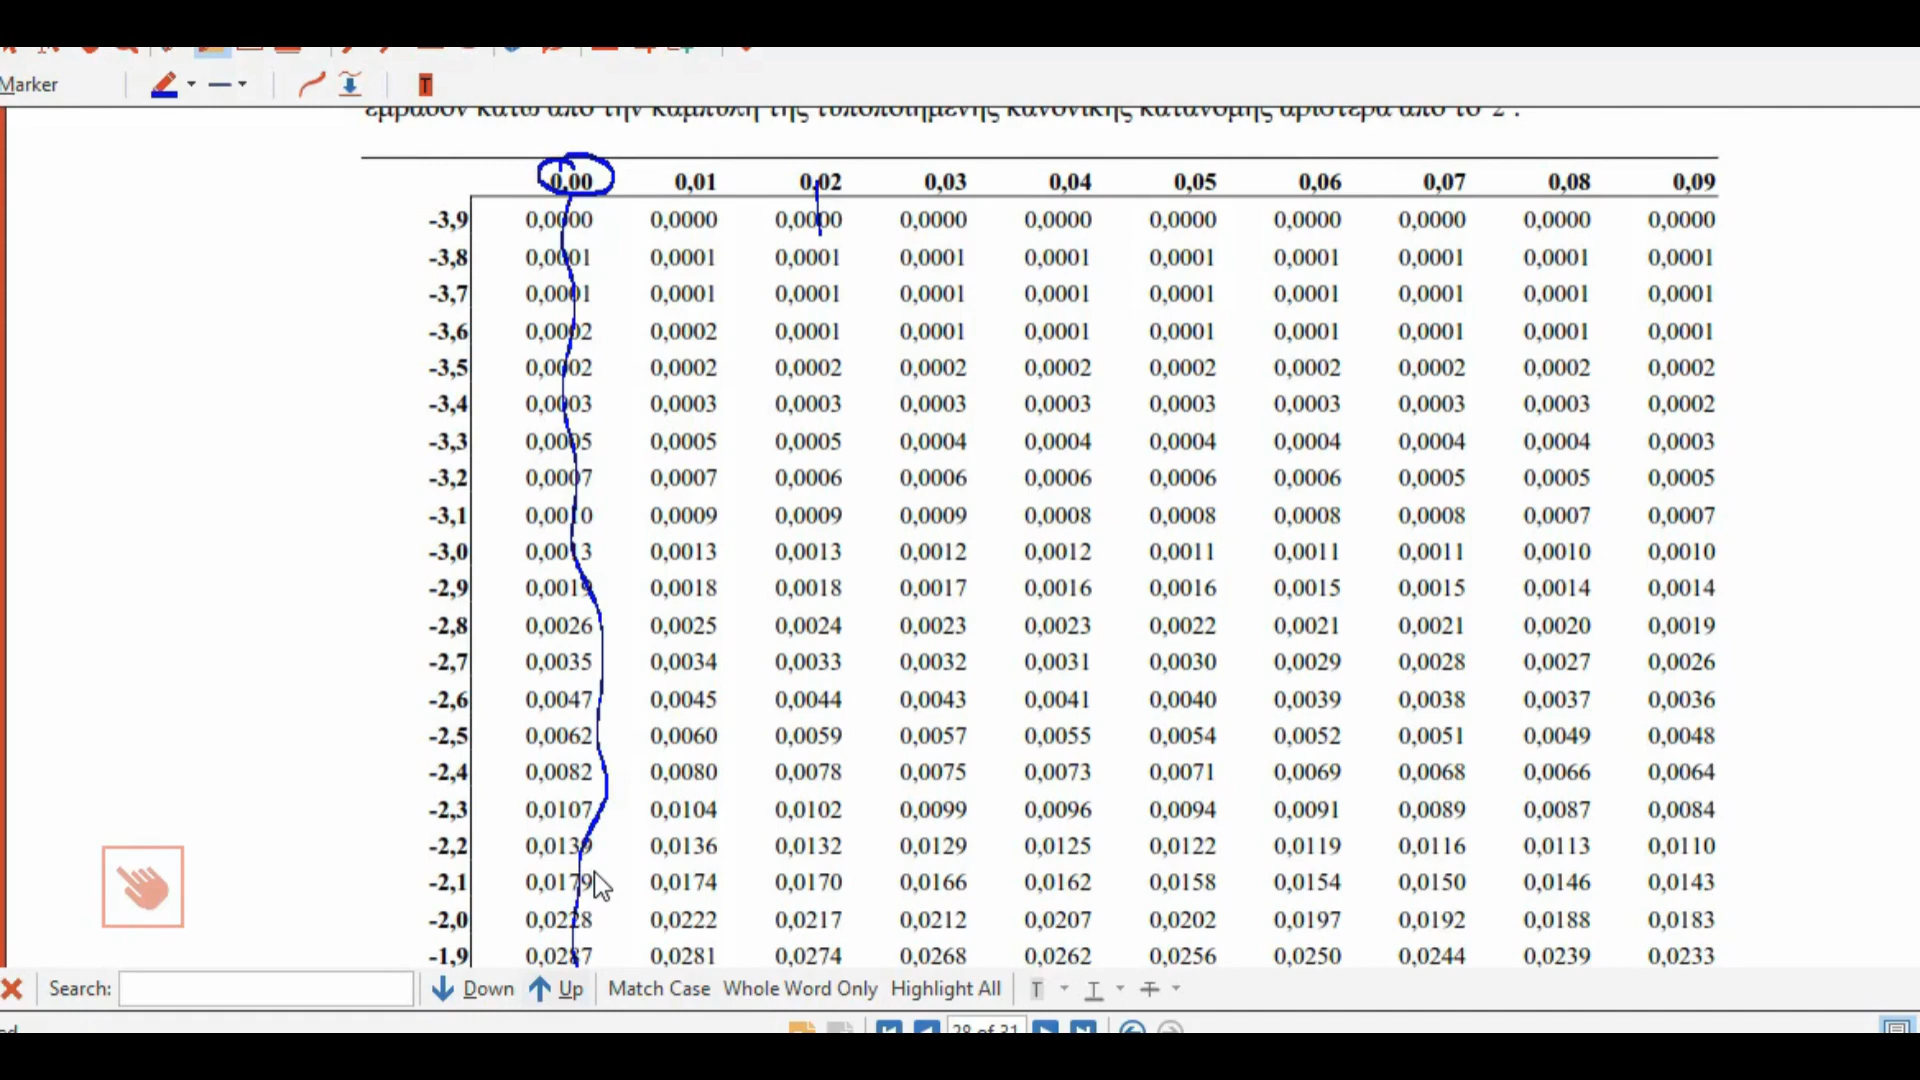 Marker
T
εμβαδόν κάτω από την καμπύλη της τυποποιημένης κανονικής κατανομής αριστερά από το z .
0,00 0,01 0,02 0,03 0,04 0,05 0,06 0,07 0,08 0,09
-3,9 0,0000 0,0000 0,0000 0,0000 0,0000 0,0000 0,0000 0,0000 0,0000 0,0000
-3,8 0,0001 0,0001 0,0001 0,0001 0,0001 0,0001 0,0001 0,0001 0,0001 0,0001
-3,7 0,0001 0,0001 0,0001 0,0001 0,0001 0,0001 0,0001 0,0001 0,0001 0,0001
-3,6 0,0002 0,0002 0,0001 0,0001 0,0001 0,0001 0,0001 0,0001 0,0001 0,0001
-3,5 0,0002 0,0002 0,0002 0,0002 0,0002 0,0002 0,0002 0,0002 0,0002 0,0002
-3,4 0,0003 0,0003 0,0003 0,0003 0,0003 0,0003 0,0003 0,0003 0,0003 0,0002
-3,3 0,0005 0,0005 0,0005 0,0004 0,0004 0,0004 0,0004 0,0004 0,0004 0,0003
-3,2 0,0007 0,0007 0,0006 0,0006 0,0006 0,0006 0,0006 0,0005 0,0005 0,0005
-3,1 0,0010 0,0009 0,0009 0,0009 0,0008 0,0008 0,0008 0,0008 0,0007 0,0007
-3,0 0,0013 0,0013 0,0013 0,0012 0,0012 0,0011 0,0011 0,0011 0,0010 0,0010
-2,9 0,0019 0,0018 0,0018 0,0017 0,0016 0,0016 0,0015 0,0015 0,0014 0,0014
-2,8 0,0026 0,0025 0,0024 0,0023 0,0023 0,0022 0,0021 0,0021 0,0020 0,0019
-2,7 0,0035 0,0034 0,0033 0,0032 0,0031 0,0030 0,0029 0,0028 0,0027 0,0026
-2,6 0,0047 0,0045 0,0044 0,0043 0,0041 0,0040 0,0039 0,0038 0,0037 0,0036
-2,5 0,0062 0,0060 0,0059 0,0057 0,0055 0,0054 0,0052 0,0051 0,0049 0,0048
-2,4 0,0082 0,0080 0,0078 0,0075 0,0073 0,0071 0,0069 0,0068 0,0066 0,0064
-2,3 0,0107 0,0104 0,0102 0,0099 0,0096 0,0094 0,0091 0,0089 0,0087 0,0084
-2,2 0,0139 0,0136 0,0132 0,0129 0,0125 0,0122 0,0119 0,0116 0,0113 0,0110
-2,1 0,0179 0,0174 0,0170 0,0166 0,0162 0,0158 0,0154 0,0150 0,0146 0,0143
-2,0 0,0228 0,0222 0,0217 0,0212 0,0207 0,0202 0,0197 0,0192 0,0188 0,0183
-1,9 0,0287 0,0281 0,0274 0,0268 0,0262 0,0256 0,0250 0,0244 0,0239 0,0233
Search: Down Up Match Case Whole Word Only Highlight All T T T
28 of 31